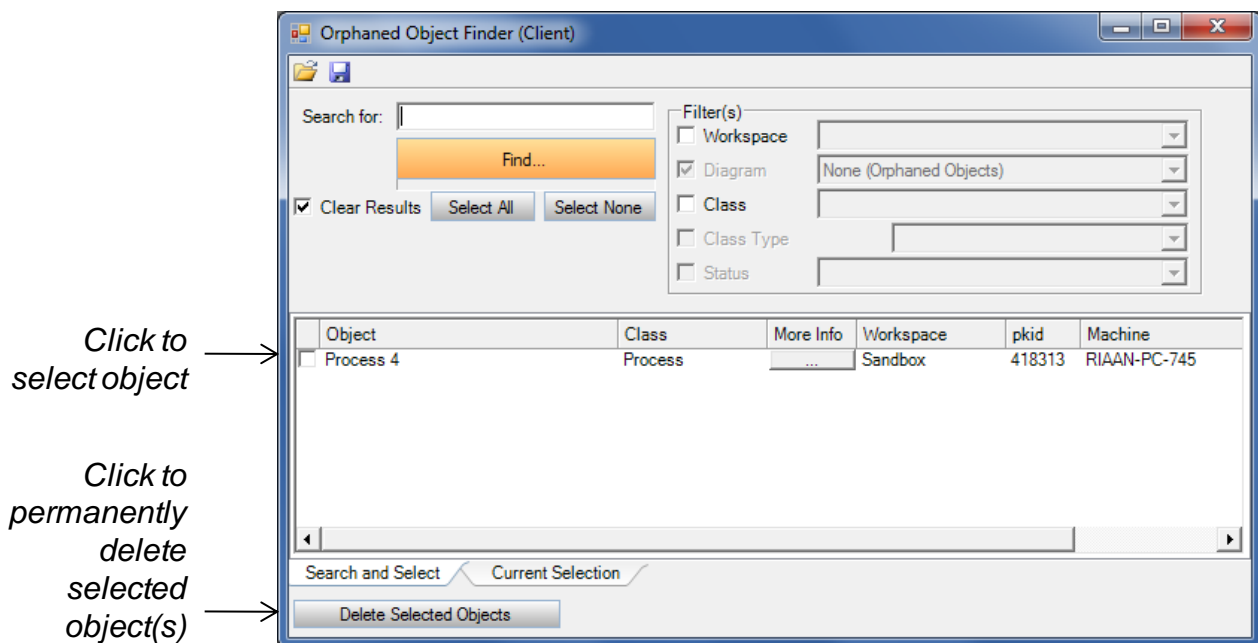 Orphaned Object Finder (Client)
Search for:
Find...
Clear Results
Select All
Select None
Filter(s)
Workspace
Diagram
None (Orphaned Objects)
Class
Class Type
Status
Click to
select object
Object Class More Info Workspace pkid Machine
Process 4 Process ... Sandbox 418313 RIAAN-PC-745
Click to
permanently
delete
selected
object(s)
Search and Select
Current Selection
Delete Selected Objects